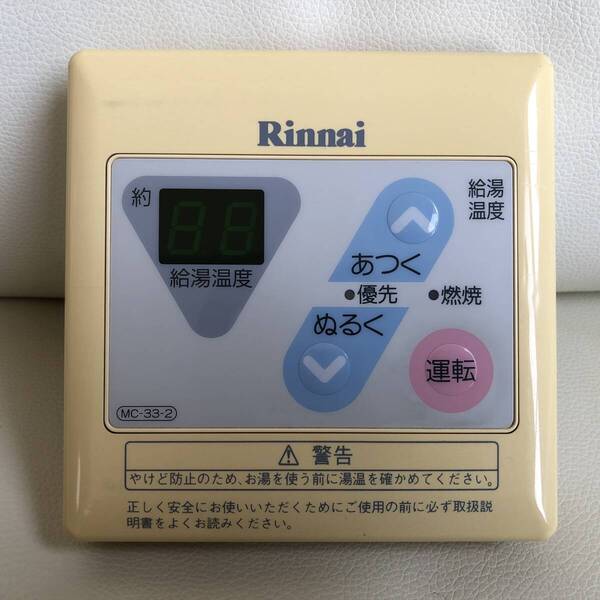 Rinnai
約
88
給湯温度
給湯
温度
あつく
優先
燃焼
ぬるく
運転
MC-33-2
警告
やけど防止のため、お湯を使う前に湯温を確かめてください。
正しく安全にお使いいただくためにご使用の前に必ず取扱説
明書をよくお読みください。